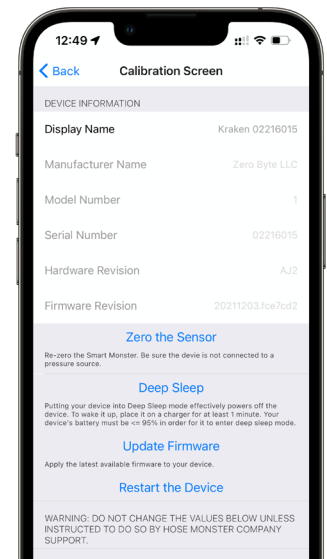 12:49
Back Calibration Screen
DEVICE INFORMATION
Display Name Kraken 02216015
Manufacturer Name Zero Byte LLC
Model Number 1
Serial Number 02216015
Hardware Revision AJ2
Firmware Revision 20211203.fce7cd2
Zero the Sensor
Re-zero the Smart Monster. Be sure the devie is not connected to a
pressure source.
Deep Sleep
Putting your device into Deep Sleep mode effectively powers off the
device. To wake it up, place it on a charger for at least 1 minute. Your
device's battery must be <= 95% in order for it to enter deep sleep mode.
Update Firmware
Apply the latest available firmware to your device.
Restart the Device
WARNING: DO NOT CHANGE THE VALUES BELOW UNLESS
INSTRUCTED TO DO SO BY HOSE MONSTER COMPANY
SUPPORT.